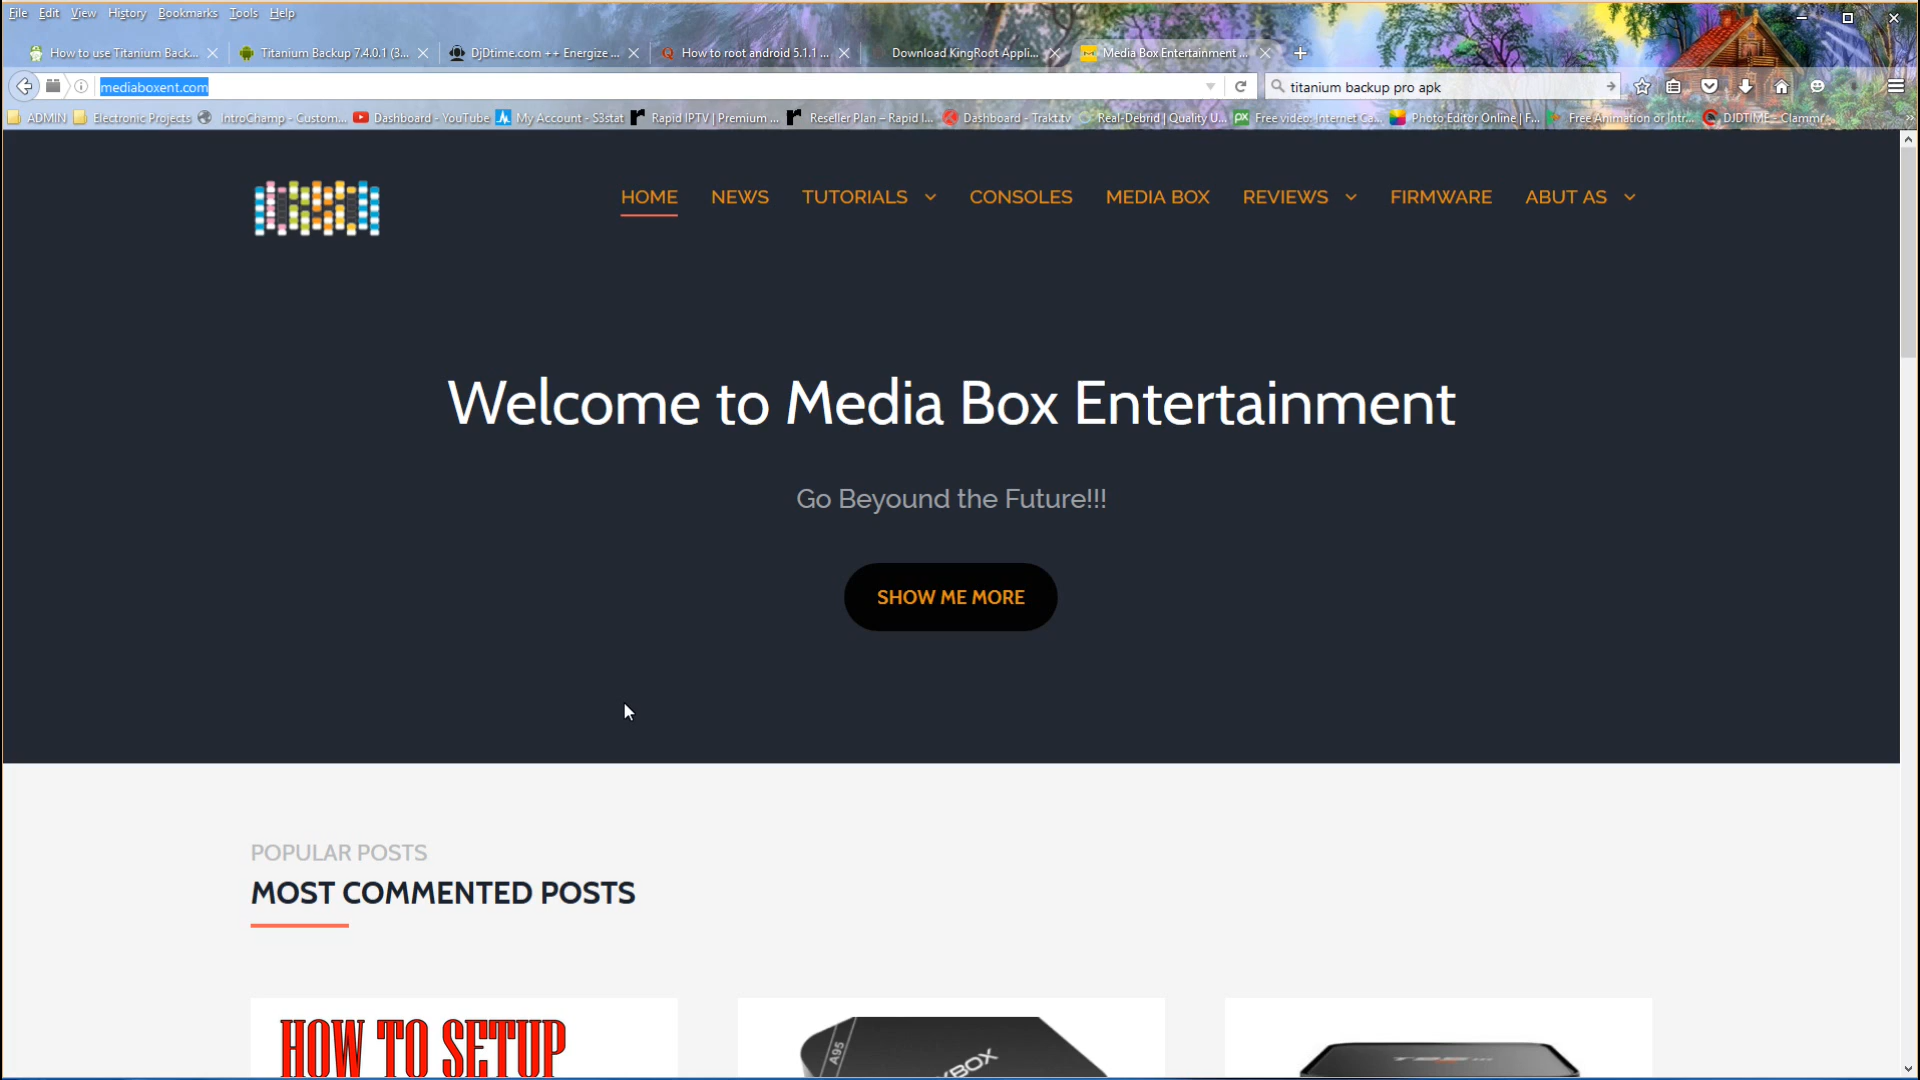 File Edit View History Bookmarks Tools Help
How to use Titanium Back... Titanium Backup 7.4.0.1 (3... DjDtime.com ++ Energize ... How to root android 5.1.1 ... Download KingRoot Appli... Media Box Entertainment ...
mediaboxent.com titanium backup pro apk
ADMIN Electronic Projects IntroChamp - Custom... Dashboard - YouTube My Account - S3stat Rapid IPTV | Premium ... Reseller Plan – Rapid I... Dashboard - Trakt.tv Real-Debrid | Quality U... Free video: Internet Ca... Photo Editor Online | F... Free Animation or Intr... DJDTIME - Clammr
HOME NEWS TUTORIALS CONSOLES MEDIA BOX REVIEWS FIRMWARE ABUT AS
Welcome to Media Box Entertainment
Go Beyound the Future!!!
SHOW ME MORE
POPULAR POSTS
MOST COMMENTED POSTS
HOW TO SETUP
A95